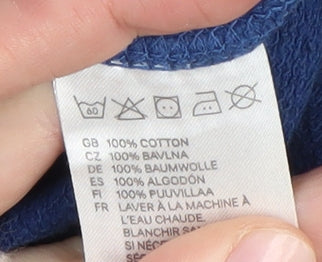 60
GB 100% COTTON
CZ 100% BAVLNA
DE 100% BAUMWOLLE
ES 100% ALGODÓN
FI 100% PUUVILLAA
FR LAVER À LA MACHINE À
L'EAU CHAUDE.
BLANCHIR
SI NÉCE